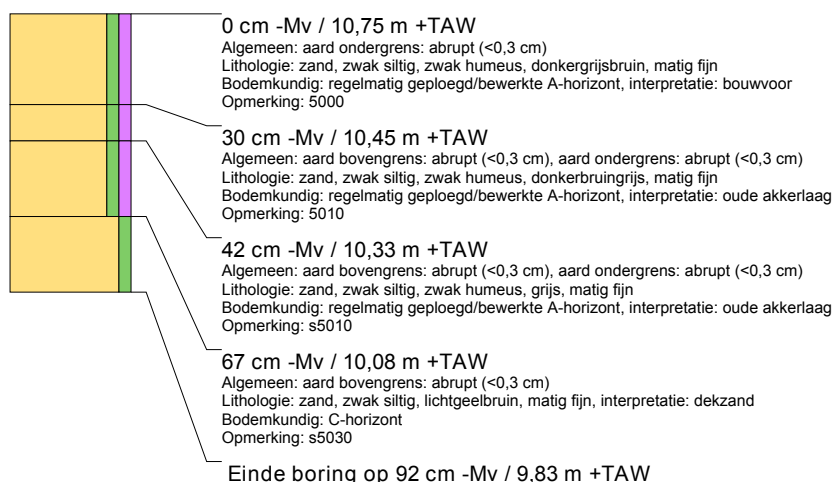 0 cm -Mv / 10,75 m +TAW
Algemeen: aard ondergrens: abrupt (<0,3 cm)
Lithologie: zand, zwak siltig, zwak humeus, donkergrijsbruin, matig fijn
Bodemkundig: regelmatig geploegd/bewerkte A-horizont, interpretatie: bouwvoor
Opmerking: 5000
30 cm -Mv / 10,45 m +TAW
Algemeen: aard bovengrens: abrupt (<0,3 cm), aard ondergrens: abrupt (<0,3 cm)
Lithologie: zand, zwak siltig, zwak humeus, donkerbruingrijs, matig fijn
Bodemkundig: regelmatig geploegd/bewerkte A-horizont, interpretatie: oude akkerlaag
Opmerking: 5010
42 cm -Mv / 10,33 m +TAW
Algemeen: aard bovengrens: abrupt (<0,3 cm), aard ondergrens: abrupt (<0,3 cm)
Lithologie: zand, zwak siltig, zwak humeus, grijs, matig fijn
Bodemkundig: regelmatig geploegd/bewerkte A-horizont, interpretatie: oude akkerlaag
Opmerking: s5010
67 cm -Mv / 10,08 m +TAW
Algemeen: aard bovengrens: abrupt (<0,3 cm)
Lithologie: zand, zwak siltig, lichtgeelbruin, matig fijn, interpretatie: dekzand
Bodemkundig: C-horizont
Opmerking: s5030
Einde boring op 92 cm -Mv / 9,83 m +TAW